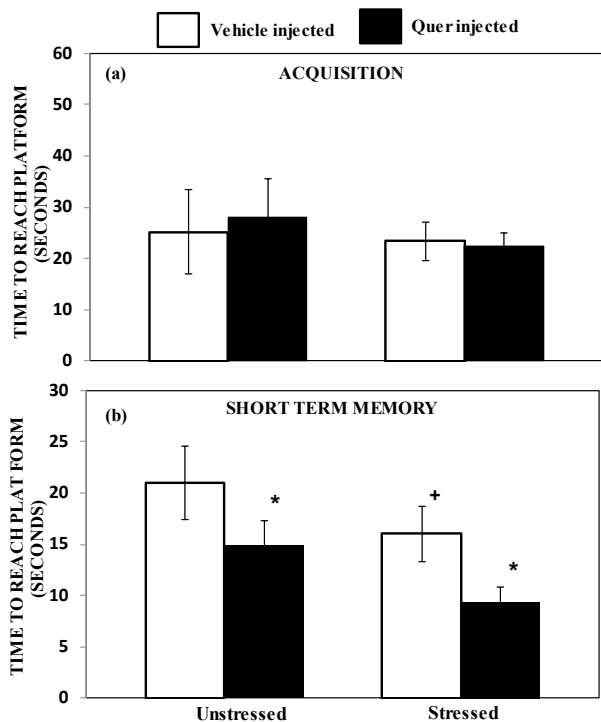 Vehicle injected
Quer injected
(a)
ACQUISITION
TIME TO REACH PLATFORM
(SECONDS)
60
50
40
30
20
10
0
(b)
SHORT TERM MEMORY
TIME TO REACH PLAT FORM
(SECONDS)
30
25
20
15
10
5
0
*
+
*
Unstressed
Stressed